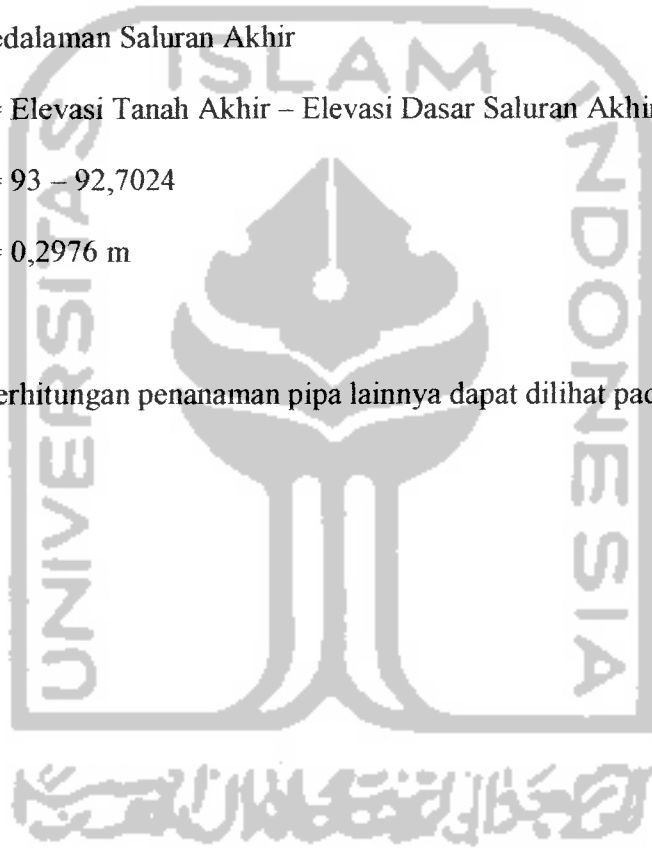 edalaman Saluran Akhir
= Elevasi Tanah Akhir – Elevasi Dasar Saluran Akhir
= 93 – 92,7024
= 0,2976 m
erhitungan penanaman pipa lainnya dapat dilihat pad
UNIVERSITAS
ISLAM
INDONESIA